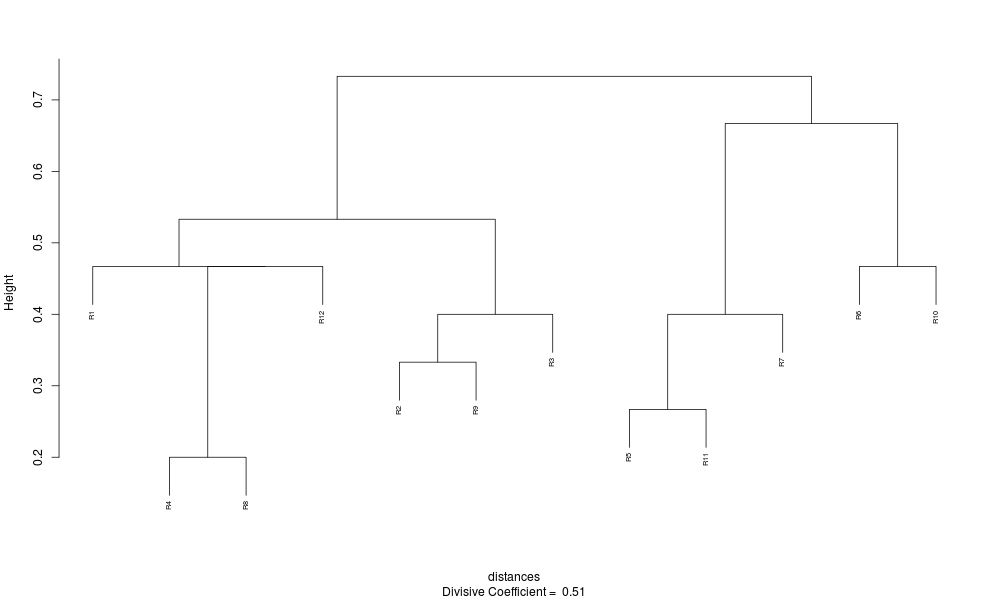 Height
0.7
0.6
0.5
0.4
0.3
0.2
R1
R4
R8
R12
R2
R9
R3
R5
R11
R7
R6
R10
distances
Divisive Coefficient = 0.51